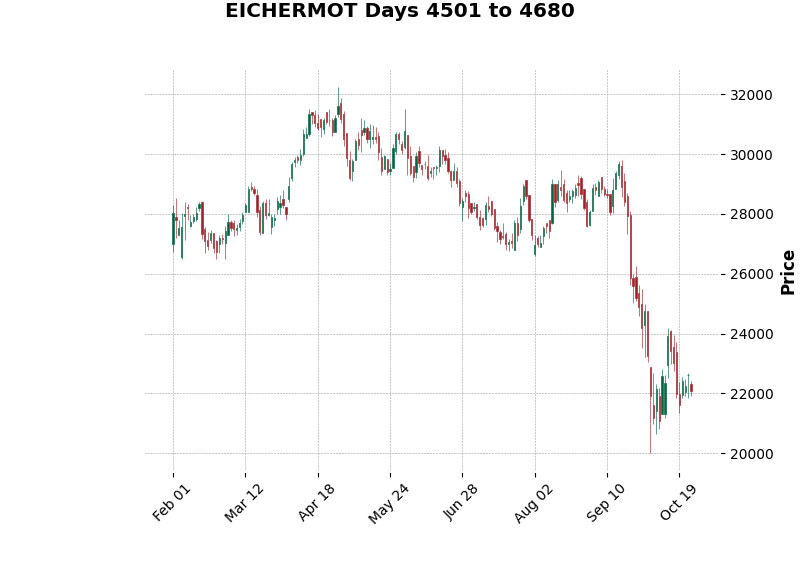 EICHERMOT Days 4501 to 4680
32000
30000
28000
26000
24000
22000
20000
Price
Feb 01
Mar 12
Apr 18
May 24
Jun 28
Aug 02
Sep 10
Oct 19